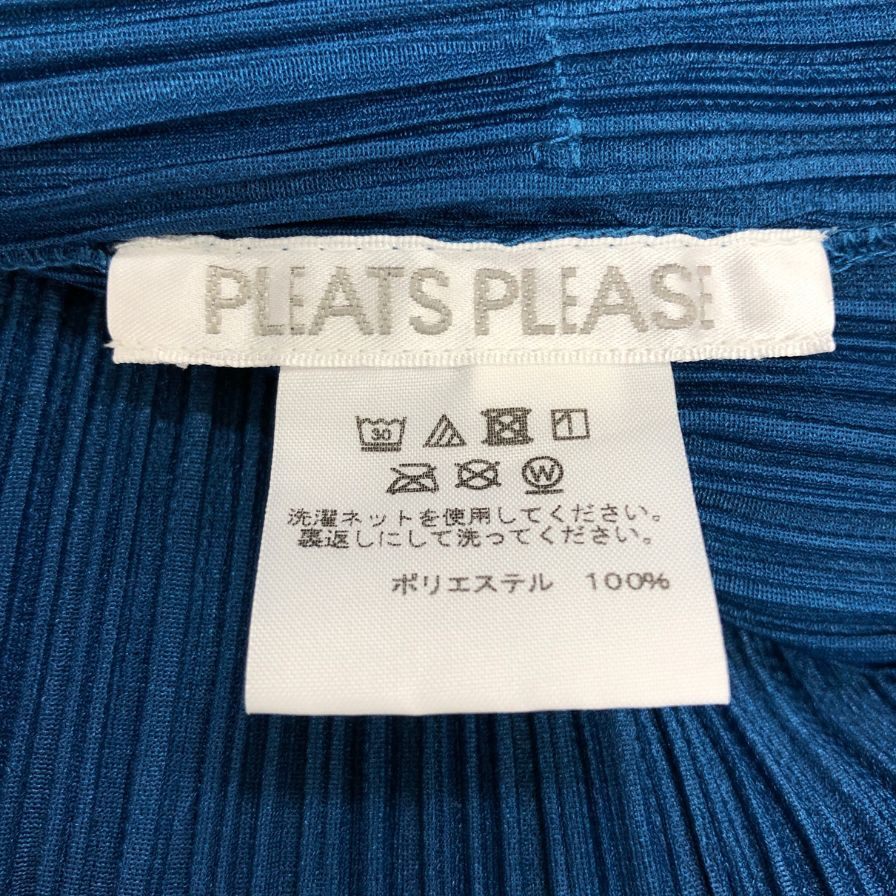 PLEATS PLEASE
30
W
洗濯ネットを使用してください。
裏返しにして洗ってください。
ポリエステル 100%